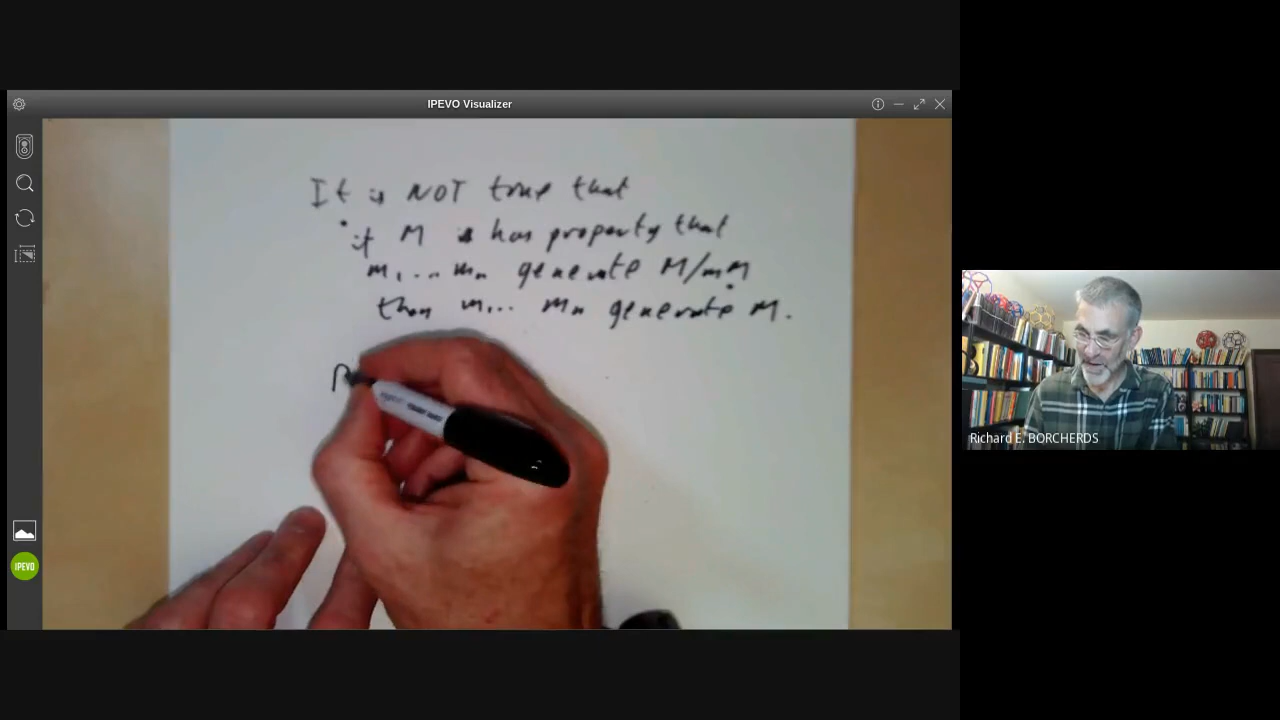 IPEVO Visualizer
It is NOT true that
if M is has property that
m1... mn generate M/mM
then m1... mn generate M.
IPEVO
Richard E. BORCHERDS